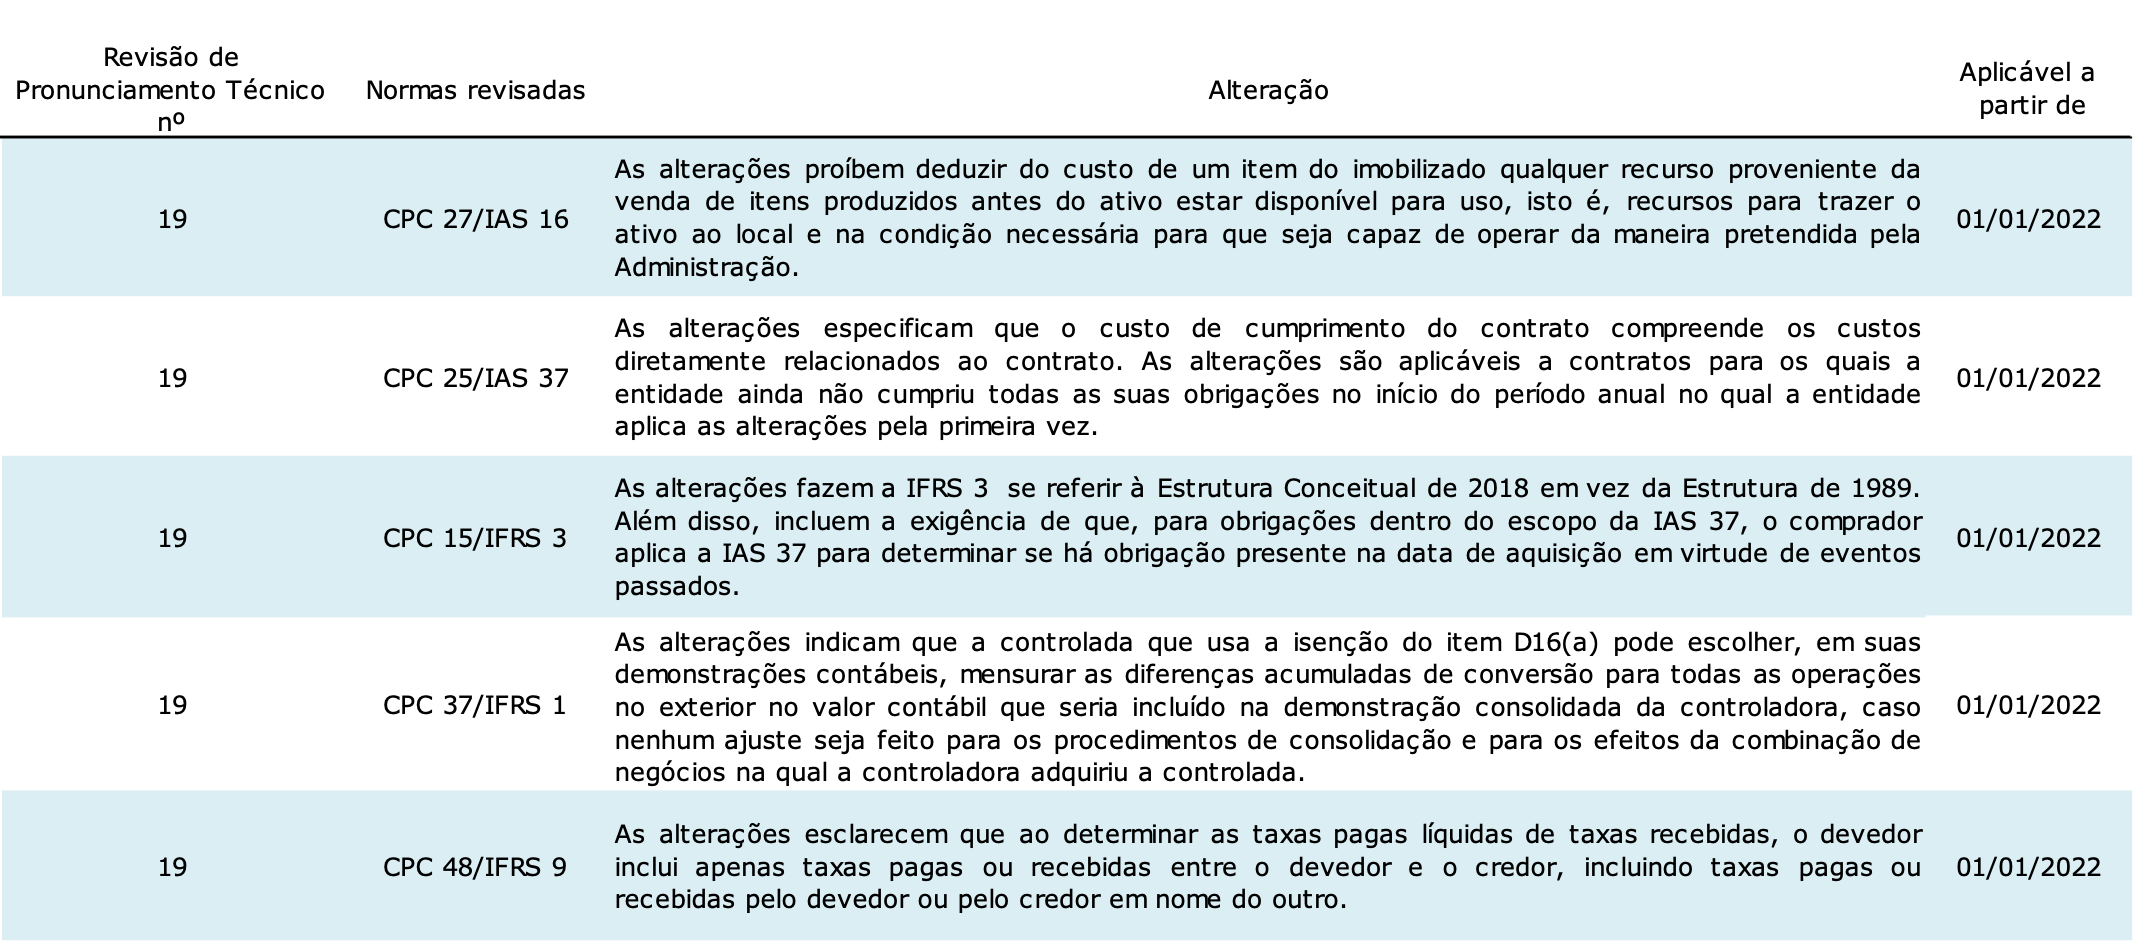 Revisão de
Pronunciamento Técnico
nº
Normas revisadas
Alteração
Aplicável a
partir de
19
CPC 27/IAS 16
As alterações proíbem deduzir do custo de um item do imobilizado qualquer recurso proveniente da
venda de itens produzidos antes do ativo estar disponível para uso, isto é, recursos para trazer o
ativo ao local e na condição necessária para que seja capaz de operar da maneira pretendida pela
Administração.
01/01/2022
19
CPC 25/IAS 37
As alterações especificam que o custo de cumprimento do contrato compreende os custos
diretamente relacionados ao contrato. As alterações são aplicáveis a contratos para os quais a
entidade ainda não cumpriu todas as suas obrigações no início do período anual no qual a entidade
aplica as alterações pela primeira vez.
01/01/2022
19
CPC 15/IFRS 3
As alterações fazem a IFRS 3 se referir à Estrutura Conceitual de 2018 em vez da Estrutura de 1989.
Além disso, incluem a exigência de que, para obrigações dentro do escopo da IAS 37, o comprador
aplica a IAS 37 para determinar se há obrigação presente na data de aquisição em virtude de eventos
passados.
01/01/2022
19
CPC 37/IFRS 1
As alterações indicam que a controlada que usa a isenção do item D16(a) pode escolher, em suas
demonstrações contábeis, mensurar as diferenças acumuladas de conversão para todas as operações
no exterior no valor contábil que seria incluído na demonstração consolidada da controladora, caso
nenhum ajuste seja feito para os procedimentos de consolidação e para os efeitos da combinação de
negócios na qual a controladora adquiriu a controlada.
01/01/2022
19
CPC 48/IFRS 9
As alterações esclarecem que ao determinar as taxas pagas líquidas de taxas recebidas, o devedor
inclui apenas taxas pagas ou recebidas entre o devedor e o credor, incluindo taxas pagas ou
recebidas pelo devedor ou pelo credor em nome do outro.
01/01/2022